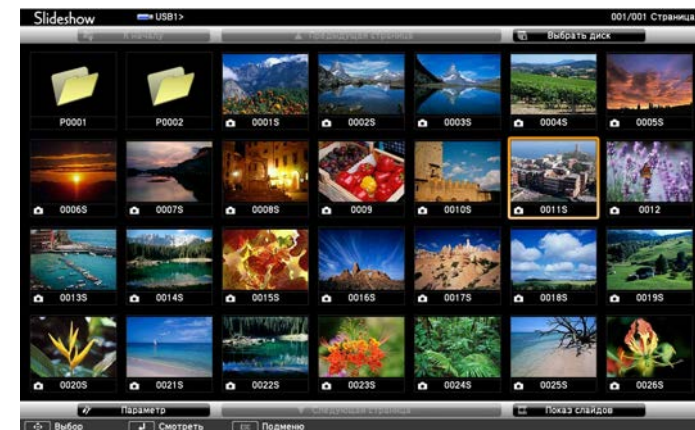 Slideshow USB1> 001/001 Страница
К началу Предыдущая страница Выбрать диск
P0001 P0002 0001S 0002S 0003S 0004S 0005S
0006S 0007S 0008S 0009 0010S 0011S 0012
0013S 0014S 0015S 0016S 0017S 0018S 0019S
0020S 0021S 0022S 0023S 0024S 0025S 0026S
Параметр Следующая страница Показ слайдов
Выбор Смотреть Подменю